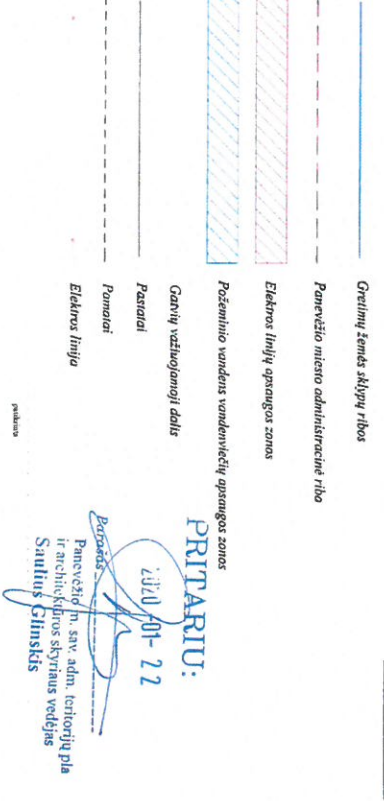 Gretimų žemės sklypų ribos
Panevėžio miesto administracinė riba
Elektros linijų apsaugos zonos
Požeminio vandens vandenviečių apsaugos zonos
Gatvių važiuojamoji dalis
Pastatai
Pamatai
Elektros linija
PRITARIU:
2020 -01- 22
Parašas
Panevėžio m. sav. adm. teritorijų pla
ir architektūros skyriaus vedėjas
Saulius Glinskis